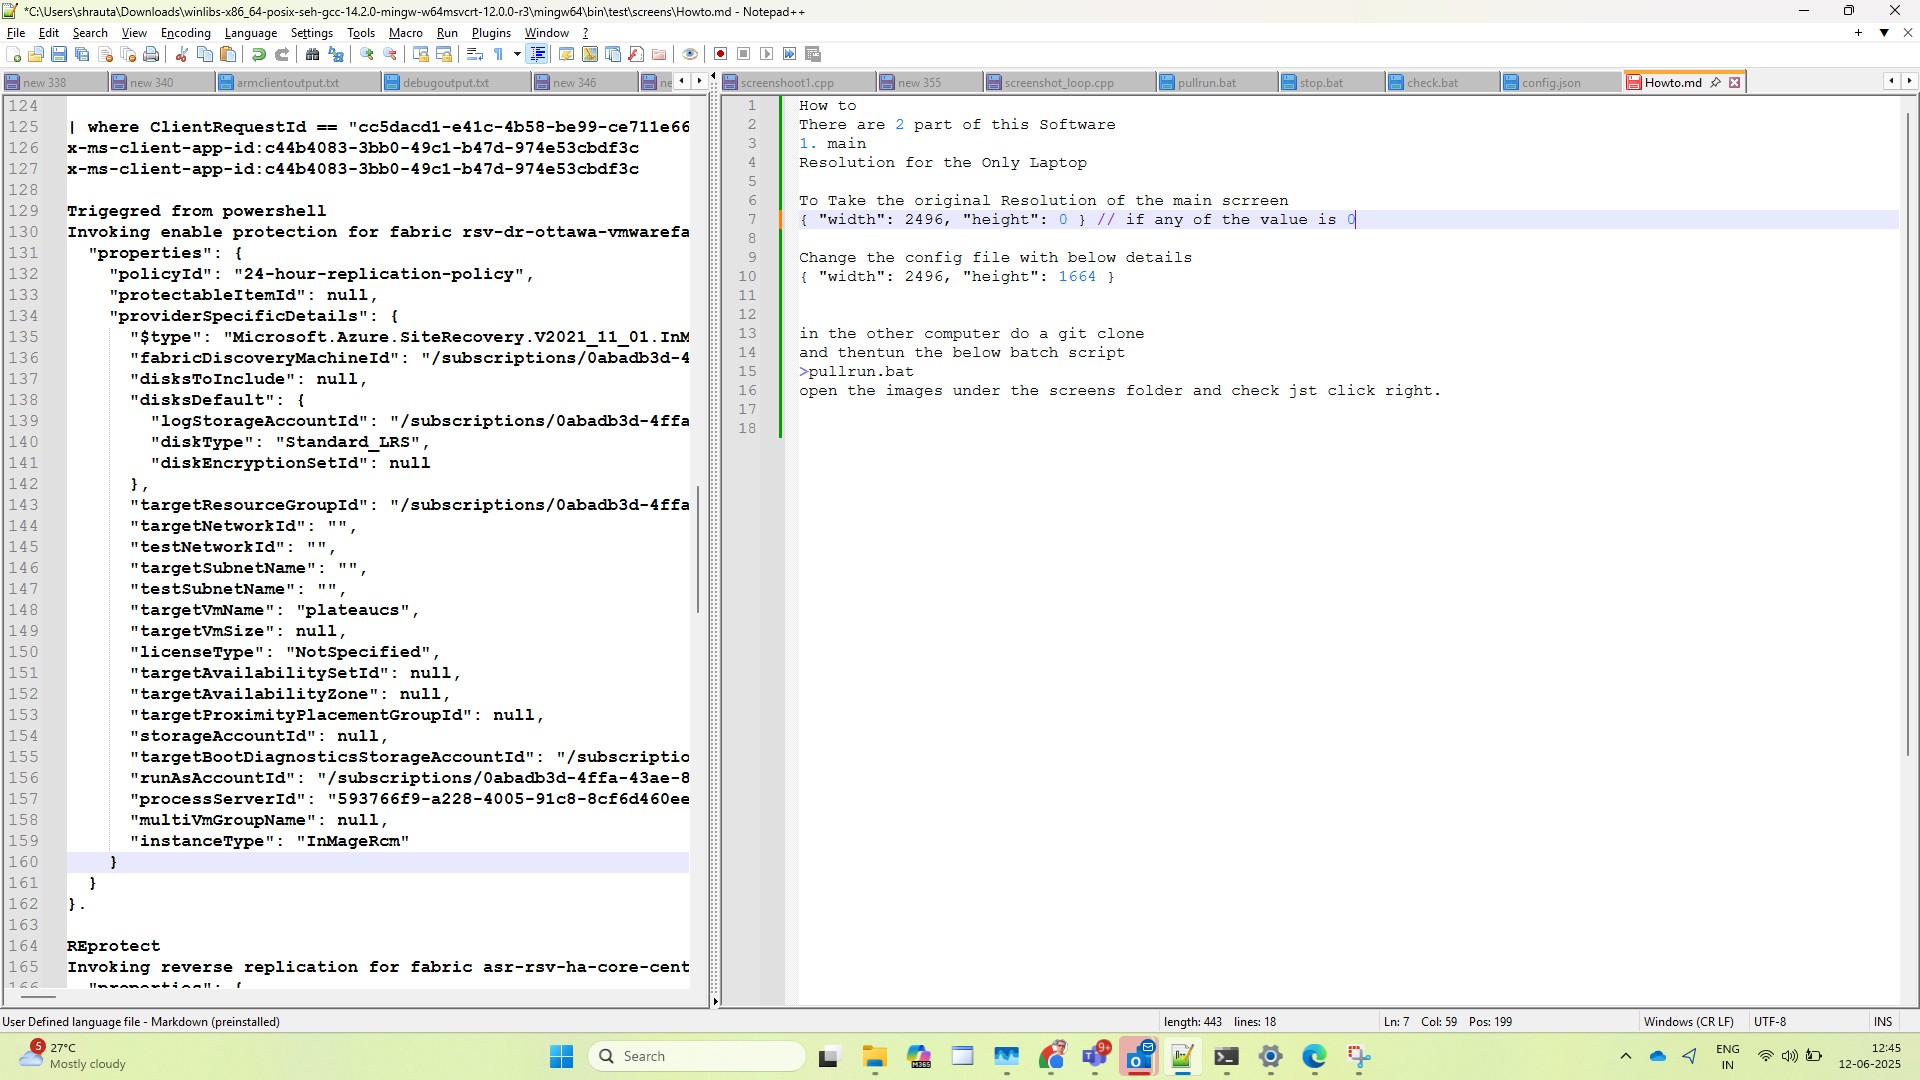 *C:\Users\shrauta\Downloads\winlibs-x86_64-posix-seh-gcc-14.2.0-mingw-w64msvcrt-12.0.0-r3\mingw64\bin\test\screens\Howto.md - Notepad++
File Edit Search View Encoding Language Settings Tools Macro Run Plugins Window ?
new 338 new 340 armclientoutput.txt debugoutput.txt new 346 ne
screenshoot1.cpp new 355 screenshot_loop.cpp pullrun.bat stop.bat check.bat config.json Howto.md
124
125 | where ClientRequestId == "cc5dacd1-e41c-4b58-be99-ce711e66
126 x-ms-client-app-id:c44b4083-3bb0-49c1-b47d-974e53cbdf3c
127 x-ms-client-app-id:c44b4083-3bb0-49c1-b47d-974e53cbdf3c
128
129 Trigegred from powershell
130 Invoking enable protection for fabric rsv-dr-ottawa-vmwarefa
131 "properties": {
132 "policyId": "24-hour-replication-policy",
133 "protectableItemId": null,
134 "providerSpecificDetails": {
135 "$type": "Microsoft.Azure.SiteRecovery.V2021_11_01.InM
136 "fabricDiscoveryMachineId": "/subscriptions/0abadb3d-4
137 "disksToInclude": null,
138 "disksDefault": {
139 "logStorageAccountId": "/subscriptions/0abadb3d-4ffa
140 "diskType": "Standard_LRS",
141 "diskEncryptionSetId": null
142 },
143 "targetResourceGroupId": "/subscriptions/0abadb3d-4ffa
144 "targetNetworkId": "",
145 "testNetworkId": "",
146 "targetSubnetName": "",
147 "testSubnetName": "",
148 "targetVmName": "plateaucs",
149 "targetVmSize": null,
150 "licenseType": "NotSpecified",
151 "targetAvailabilitySetId": null,
152 "targetAvailabilityZone": null,
153 "targetProximityPlacementGroupId": null,
154 "storageAccountId": null,
155 "targetBootDiagnosticsStorageAccountId": "/subscriptio
156 "runAsAccountId": "/subscriptions/0abadb3d-4ffa-43ae-8
157 "processServerId": "593766f9-a228-4005-91c8-8cf6d460ee
158 "multiVmGroupName": null,
159 "instanceType": "InMageRcm"
160 }
161 }
162 }.
163
164 REprotect
165 Invoking reverse replication for fabric asr-rsv-ha-core-cent
166 "properties": {
1 How to
2 There are 2 part of this Software
3 1. main
4 Resolution for the Only Laptop
5
6 To Take the original Resolution of the main scrreen
7 { "width": 2496, "height": 0 } // if any of the value is 0
8
9 Change the config file with below details
10 { "width": 2496, "height": 1664 }
11
12
13 in the other computer do a git clone
14 and thentun the below batch script
15 >pullrun.bat
16 open the images under the screens folder and check jst click right.
17
18
User Defined language file - Markdown (preinstalled) length: 443 lines: 18 Ln: 7 Col: 59 Pos: 199 Windows (CR LF) UTF-8 INS
5
27°C
Mostly cloudy
Search
M365
9+
ENG
IN
12:45
12-06-2025